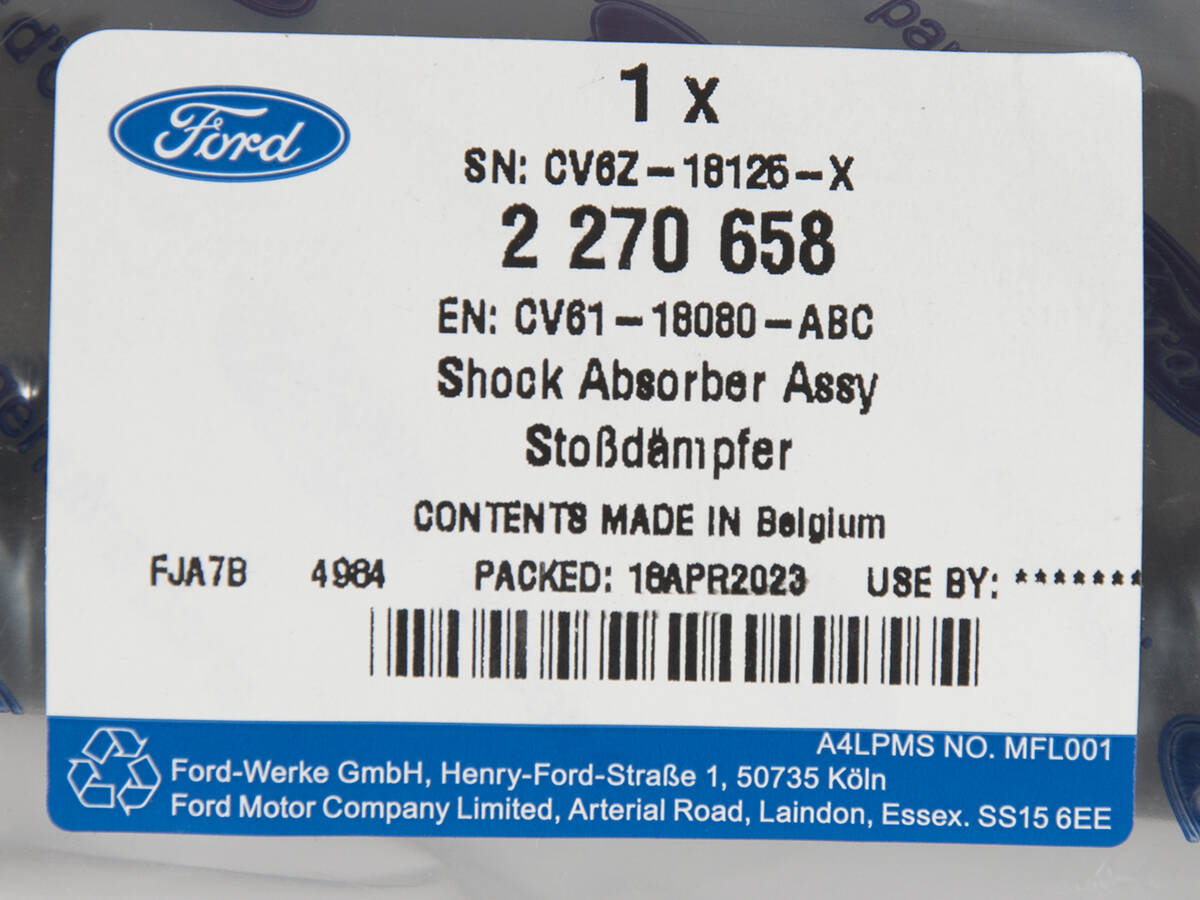 Ford
1 x
SN: CV6Z-18125-X
2 270 658
EN: CV61-18080-ABC
Shock Absorber Assy
Stoßdämpfer
CONTENTS MADE IN Belgium
FJA7B 4984 PACKED: 18APR2023 USE BY: *******
A4LPMS NO. MFL001
Ford-Werke GmbH, Henry-Ford-Straße 1, 50735 Köln
Ford Motor Company Limited, Arterial Road, Laindon, Essex. SS15 6EE